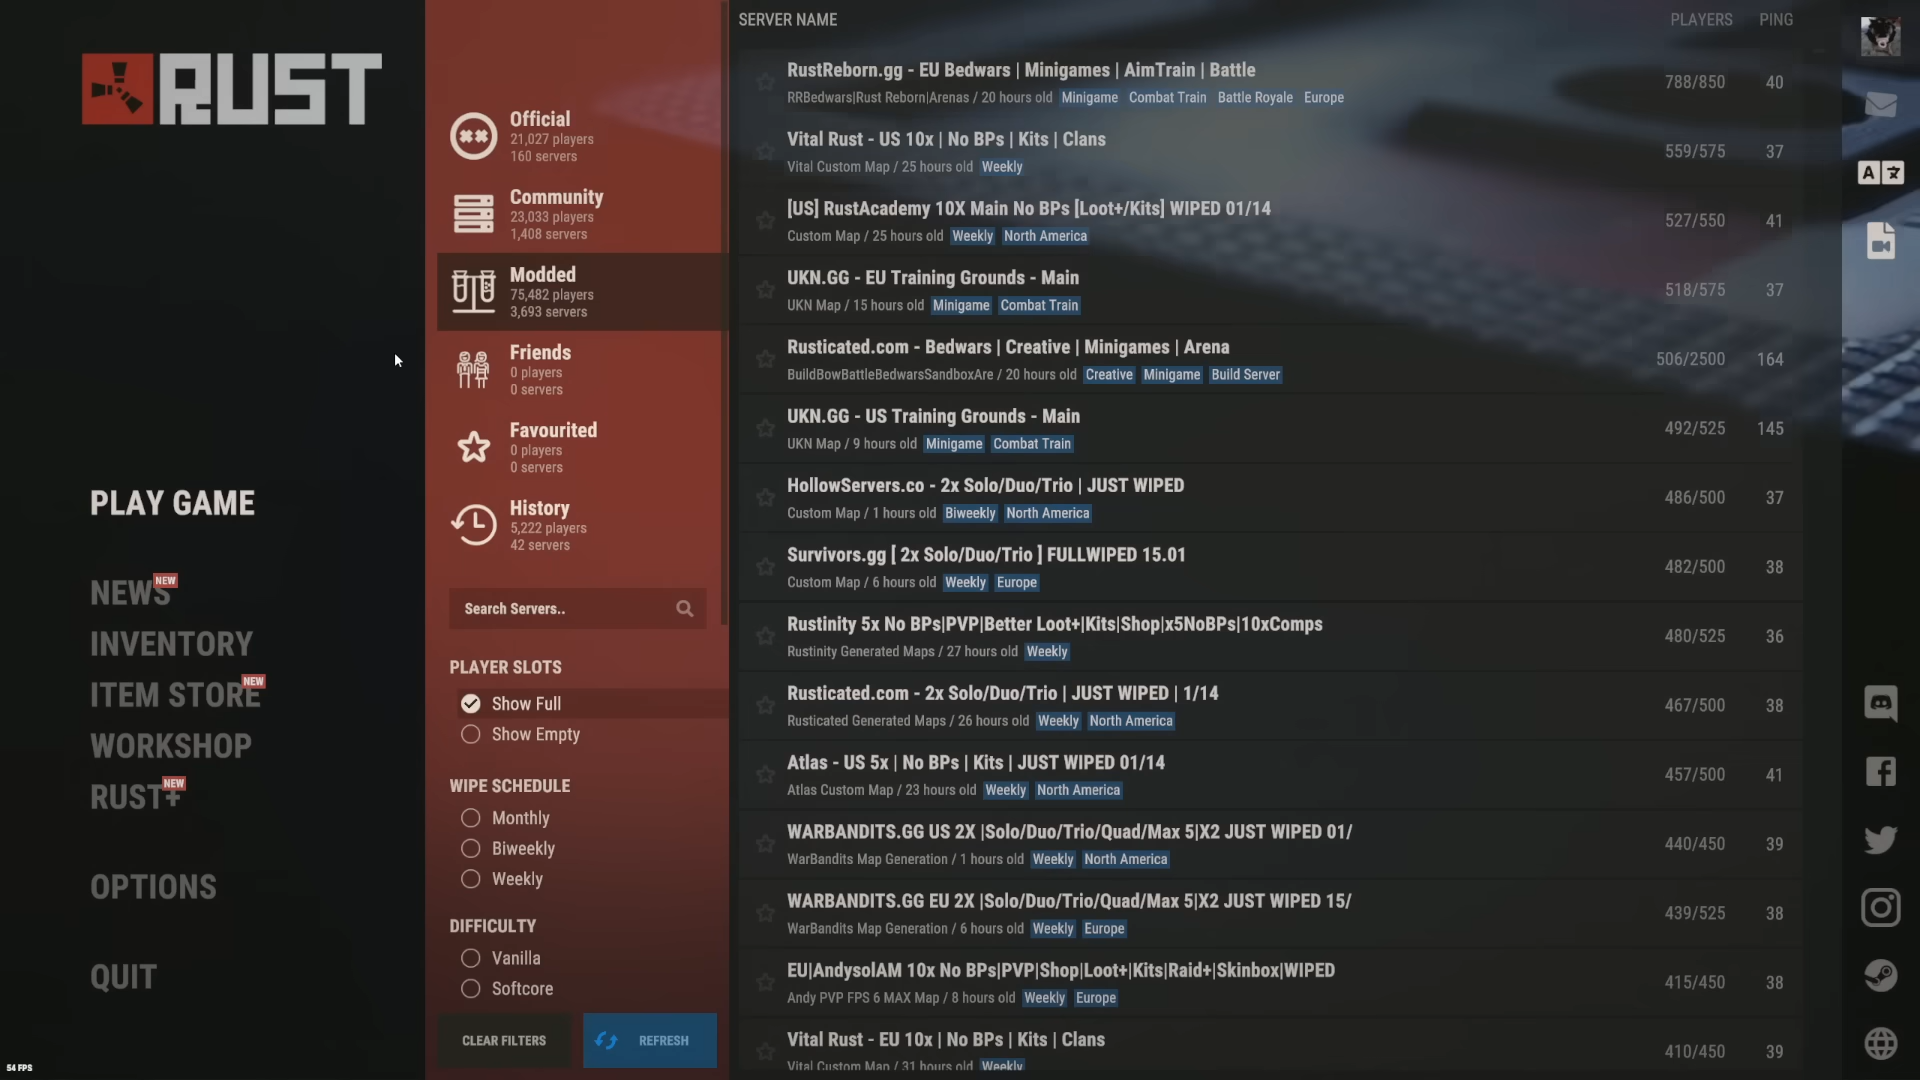 RUST
PLAY GAME
NEWS NEW
INVENTORY
ITEM STORE NEW
WORKSHOP
RUST+ NEW
OPTIONS
QUIT
54 FPS
Official
21,027 players
160 servers
Community
23,033 players
1,408 servers
Modded
75,482 players
3,693 servers
Friends
0 players
0 servers
Favourited
0 players
0 servers
History
5,222 players
42 servers
Search Servers..
PLAYER SLOTS
Show Full
Show Empty
WIPE SCHEDULE
Monthly
Biweekly
Weekly
DIFFICULTY
Vanilla
Softcore
CLEAR FILTERS REFRESH
SERVER NAME PLAYERS PING
RustReborn.gg - EU Bedwars | Minigames | AimTrain | Battle 788/850 40
RRBedwars|Rust Reborn|Arenas / 20 hours old Minigame Combat Train Battle Royale Europe
Vital Rust - US 10x | No BPs | Kits | Clans 559/575 37
Vital Custom Map / 25 hours old Weekly
[US] RustAcademy 10X Main No BPs [Loot+/Kits] WIPED 01/14 527/550 41
Custom Map / 25 hours old Weekly North America
UKN.GG - EU Training Grounds - Main 518/575 37
UKN Map / 15 hours old Minigame Combat Train
Rusticated.com - Bedwars | Creative | Minigames | Arena 506/2500 164
BuildBowBattleBedwarsSandboxAre / 20 hours old Creative Minigame Build Server
UKN.GG - US Training Grounds - Main 492/525 145
UKN Map / 9 hours old Minigame Combat Train
HollowServers.co - 2x Solo/Duo/Trio | JUST WIPED 486/500 37
Custom Map / 1 hours old Biweekly North America
Survivors.gg [ 2x Solo/Duo/Trio ] FULLWIPED 15.01 482/500 38
Custom Map / 6 hours old Weekly Europe
Rustinity 5x No BPs|PVP|Better Loot+|Kits|Shop|x5NoBPs|10xComps 480/525 36
Rustinity Generated Maps / 27 hours old Weekly
Rusticated.com - 2x Solo/Duo/Trio | JUST WIPED | 1/14 467/500 38
Rusticated Generated Maps / 26 hours old Weekly North America
Atlas - US 5x | No BPs | Kits | JUST WIPED 01/14 457/500 41
Atlas Custom Map / 23 hours old Weekly North America
WARBANDITS.GG US 2X |Solo/Duo/Trio/Quad/Max 5|X2 JUST WIPED 01/ 440/450 39
WarBandits Map Generation / 1 hours old Weekly North America
WARBANDITS.GG EU 2X |Solo/Duo/Trio/Quad/Max 5|X2 JUST WIPED 15/ 439/525 38
WarBandits Map Generation / 6 hours old Weekly Europe
EU|AndysolAM 10x No BPs|PVP|Shop|Loot+|Kits|Raid+|Skinbox|WIPED 415/450 38
Andy PVP FPS 6 MAX Map / 8 hours old Weekly Europe
Vital Rust - EU 10x | No BPs | Kits | Clans 410/450 39
Vital Custom Map / 31 hours old Weekly
A